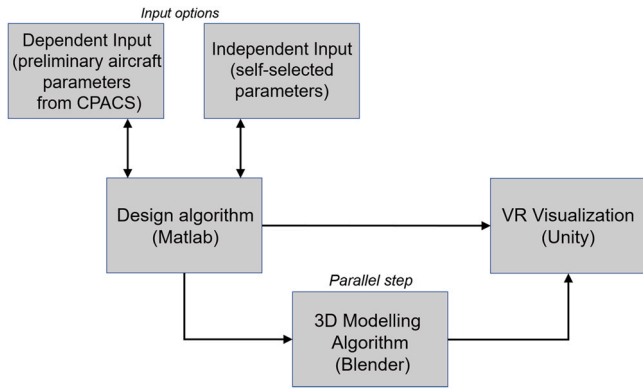 Input options
Dependent Input
(preliminary aircraft
parameters
from CPACS)
Independent Input
(self-selected
parameters)
Design algorithm
(Matlab)
VR Visualization
(Unity)
Parallel step
3D Modelling
Algorithm
(Blender)